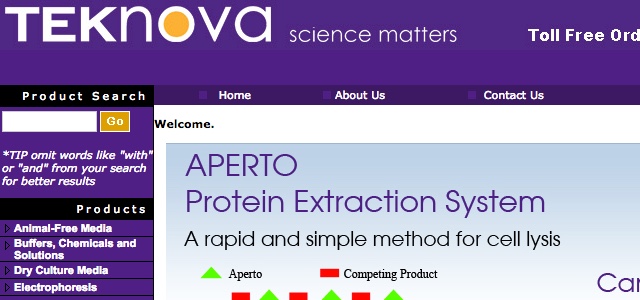 TEKnova science matters
Toll Free Ord
Product Search
Home
About Us
Contact Us
Go
Welcome.
*TIP omit words like "with"
or "and" from your search
for better results
Products
Animal-Free Media
Buffers, Chemicals and
Solutions
Dry Culture Media
Electrophoresis
APERTO
Protein Extraction System
A rapid and simple method for cell lysis
Aperto
Competing Product
Car